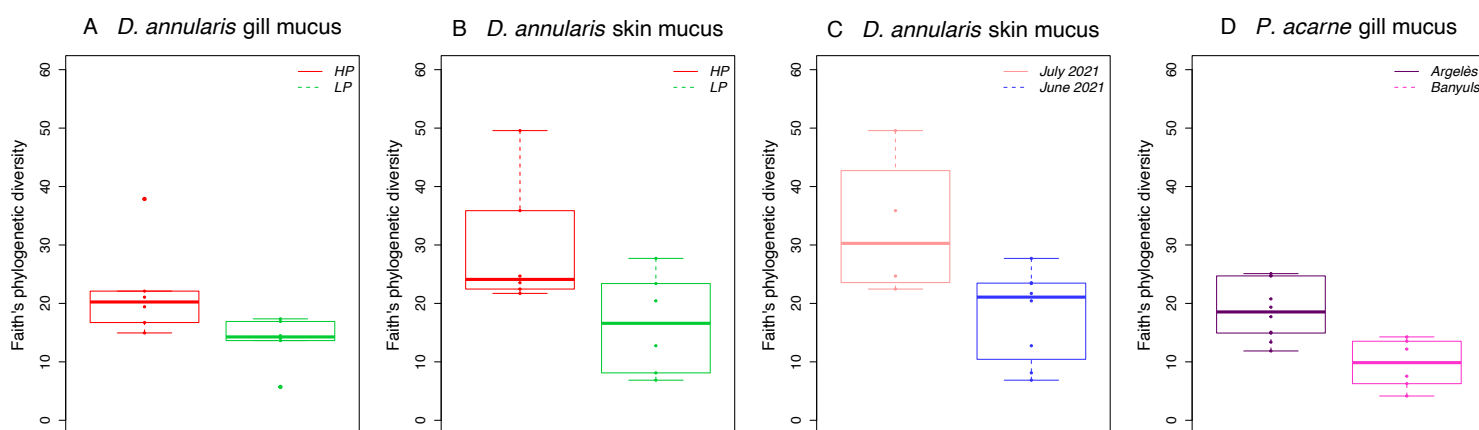 A D. annularis gill mucus
Faith's phylogenetic diversity
0 10 20 30 40 50 60
HP
LP
B D. annularis skin mucus
Faith's phylogenetic diversity
0 10 20 30 40 50 60
HP
LP
C D. annularis skin mucus
Faith's phylogenetic diversity
0 10 20 30 40 50 60
July 2021
June 2021
D P. acarne gill mucus
Faith's phylogenetic diversity
0 10 20 30 40 50 60
Argelès
Banyuls